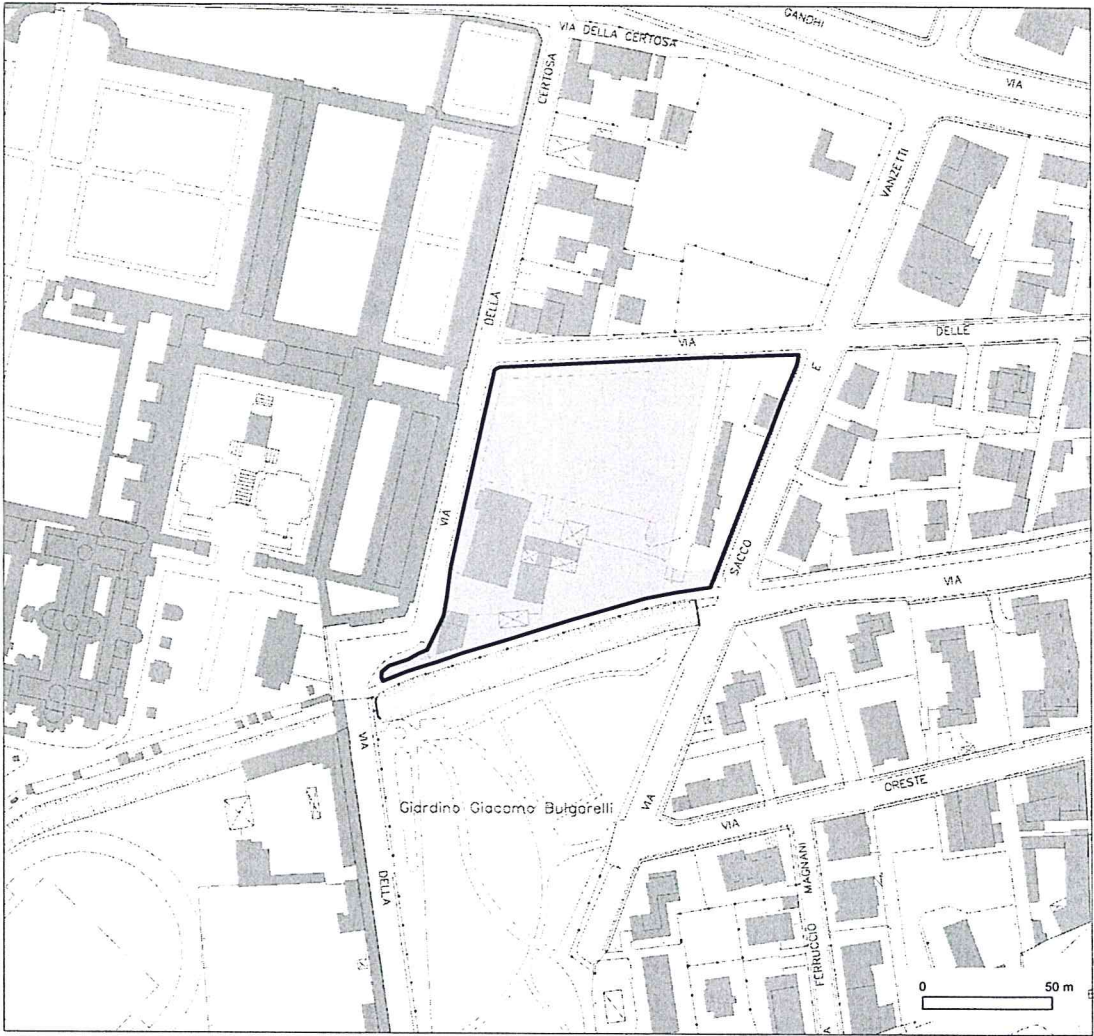 GANDHI
VIA
VIA DELLA CERTOSA
CERTOSA
DELLA
VIA
VANZETTI
E
SACCO
VIA
VIA
DELLE
VIA
VIA
DELLA
Giardino Giacomo Bulgarelli
VIA
ORESTE
MAGNANI
FERRUCCIO
0 50 m